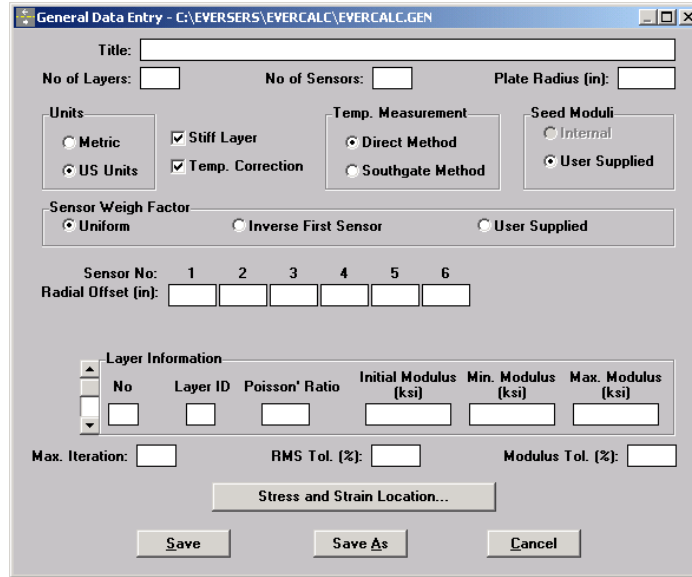 General Data Entry - C:\EVERSERS\EVERCALC\EVERCALC.GEN
Title:
No of Layers: No of Sensors: Plate Radius (in):
Units Temp. Measurement Seed Moduli
Metric Stiff Layer Direct Method Internal
US Units Temp. Correction Southgate Method User Supplied
Sensor Weigh Factor
Uniform Inverse First Sensor User Supplied
Sensor No: 1 2 3 4 5 6
Radial Offset (in):
Layer Information
No Layer ID Poisson' Ratio Initial Modulus (ksi) Min. Modulus (ksi) Max. Modulus (ksi)
Max. Iteration: RMS Tol. (%): Modulus Tol. (%):
Stress and Strain Location...
Save Save As Cancel